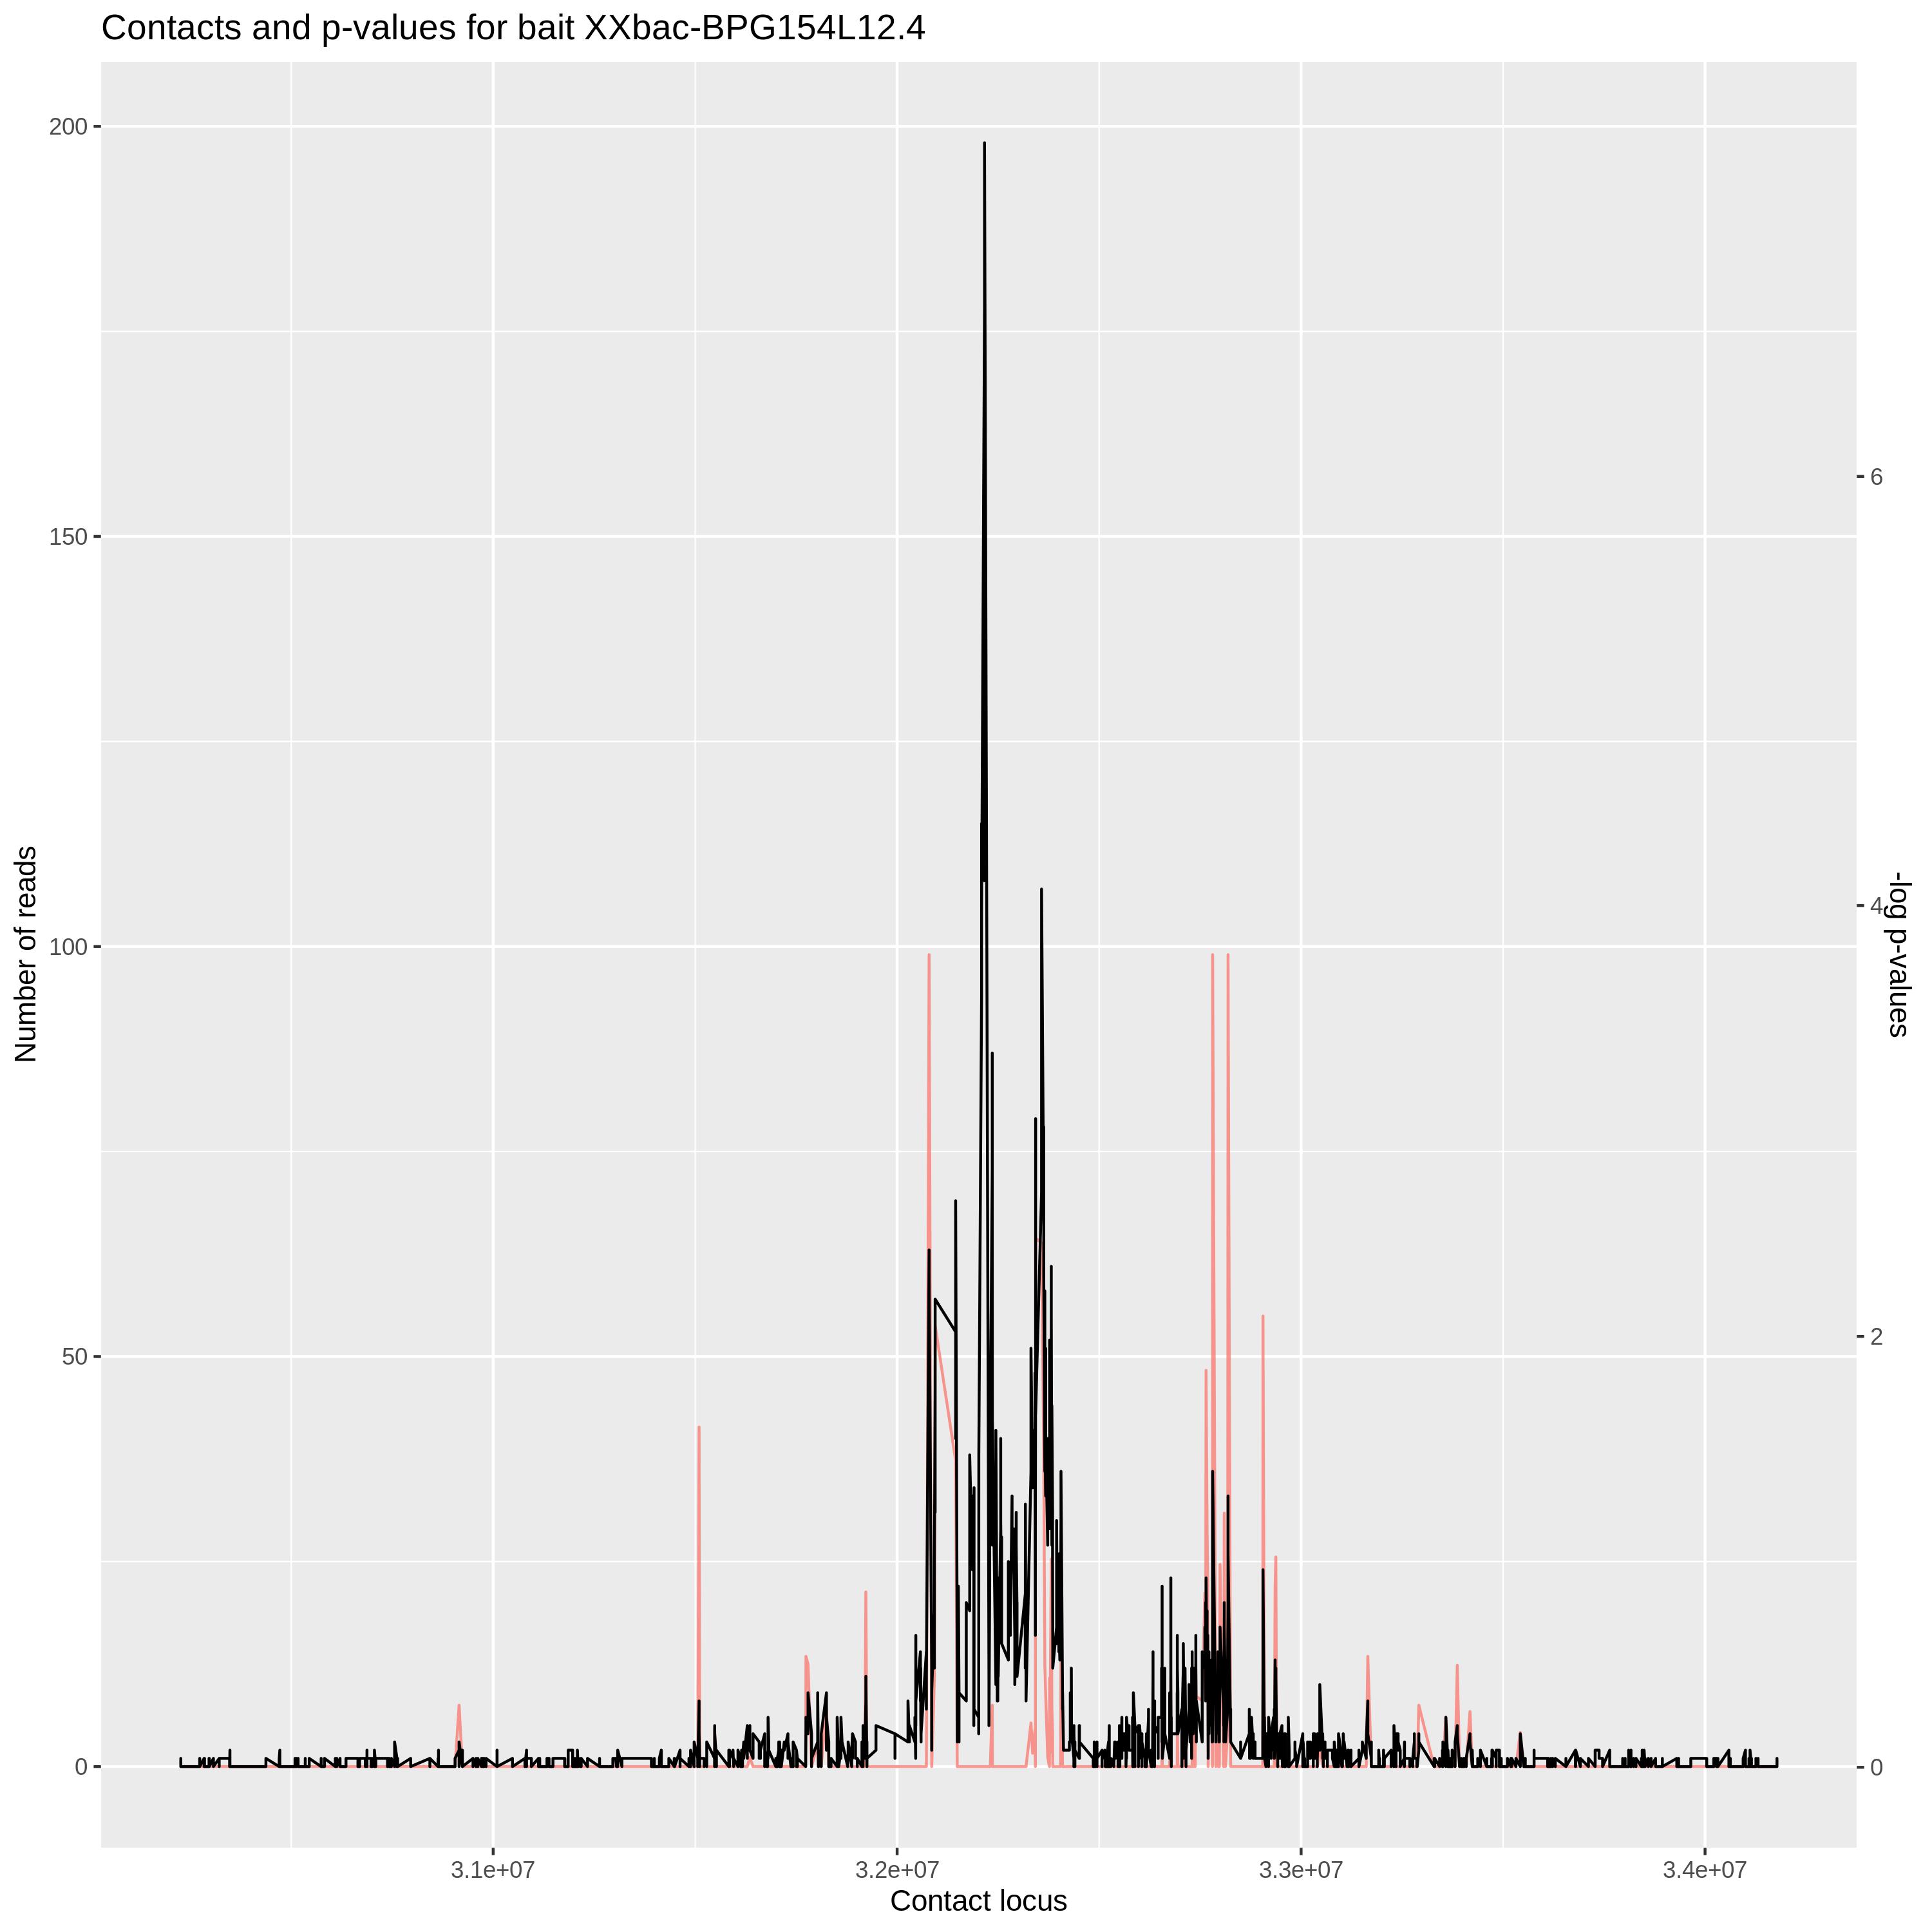 Contacts and p-values for bait XXbac-BPG154L12.4
200
150
100
50
0
Number of reads
6
4
2
0
-log p-values
3.1e+07
3.2e+07
3.3e+07
3.4e+07
Contact locus